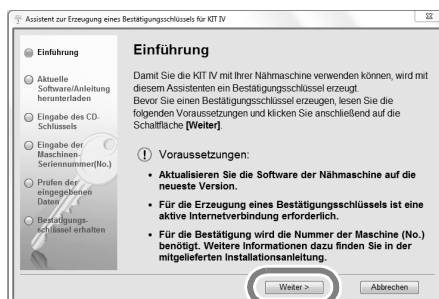 Assistent zur Erzeugung eines Bestätigungsschlüssels für KIT IV
Einführung
Aktuelle
Software/Anleitung
herunterladen
Eingabe des CD-
Schlüssels
Eingabe der
Maschinen-
Seriennummer(No.)
Prüfen der
eingegebenen
Daten
Bestätigungs-
schlüssel erhalten
Einführung
Damit Sie die KIT IV mit Ihrer Nähmaschine verwenden können, wird mit
diesem Assistenten ein Bestätigungsschlüssel erzeugt.
Bevor Sie einen Bestätigungsschlüssel erzeugen, lesen Sie die
folgenden Voraussetzungen und klicken Sie anschließend auf die
Schaltfläche [Weiter].
Voraussetzungen:
• Aktualisieren Sie die Software der Nähmaschine auf die
neueste Version.
• Für die Erzeugung eines Bestätigungsschlüssels ist eine
aktive Internetverbindung erforderlich.
• Für die Bestätigung wird die Nummer der Maschine (No.)
benötigt. Weitere Informationen dazu finden Sie in der
mitgelieferten Installationsanleitung.
Weiter >
Abbrechen